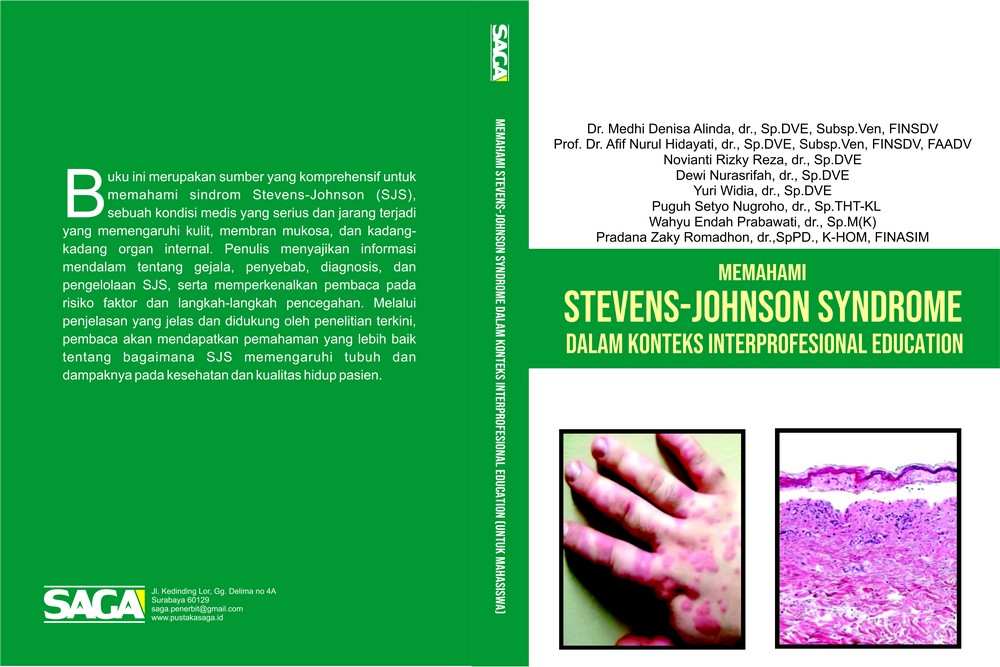 Buku ini merupakan sumber yang komprehensif untuk
memahami sindrom Stevens-Johnson (SJS),
sebuah kondisi medis yang serius dan jarang terjadi
yang memengaruhi kulit, membran mukosa, dan kadang-
kadang organ internal. Penulis menyajikan informasi
mendalam tentang gejala, penyebab, diagnosis, dan
pengelolaan SJS, serta memperkenalkan pembaca pada
risiko faktor dan langkah-langkah pencegahan. Melalui
penjelasan yang jelas dan didukung oleh penelitian terkini,
pembaca akan mendapatkan pemahaman yang lebih baik
tentang bagaimana SJS memengaruhi tubuh dan
dampaknya pada kesehatan dan kualitas hidup pasien.
SAGA
Jl. Kedinding Lor, Gg. Delima no 4A
Surabaya 60129
saga.penerbit@gmail.com
www.pustakasaga.id
SAGA
MEMAHAMI STEVENS-JOHNSON SYNDROME DALAM KONTEKS INTERPROFESIONAL EDUCATION (UNTUK MAHASISWA)
Dr. Medhi Denisa Alinda, dr., Sp.DVE, Subsp.Ven, FINSDV
Prof. Dr. Afif Nurul Hidayati, dr., Sp.DVE, Subsp.Ven, FINSDV, FAADV
Novianti Rizky Reza, dr., Sp.DVE
Dewi Nurasrifah, dr., Sp.DVE
Yuri Widia, dr., Sp.DVE
Puguh Setyo Nugroho, dr., Sp.THT-KL
Wahyu Endah Prabawati, dr., Sp.M(K)
Pradana Zaky Romadhon, dr.,SpPD., K-HOM, FINASIM
MEMAHAMI
STEVENS-JOHNSON SYNDROME
DALAM KONTEKS INTERPROFESIONAL EDUCATION